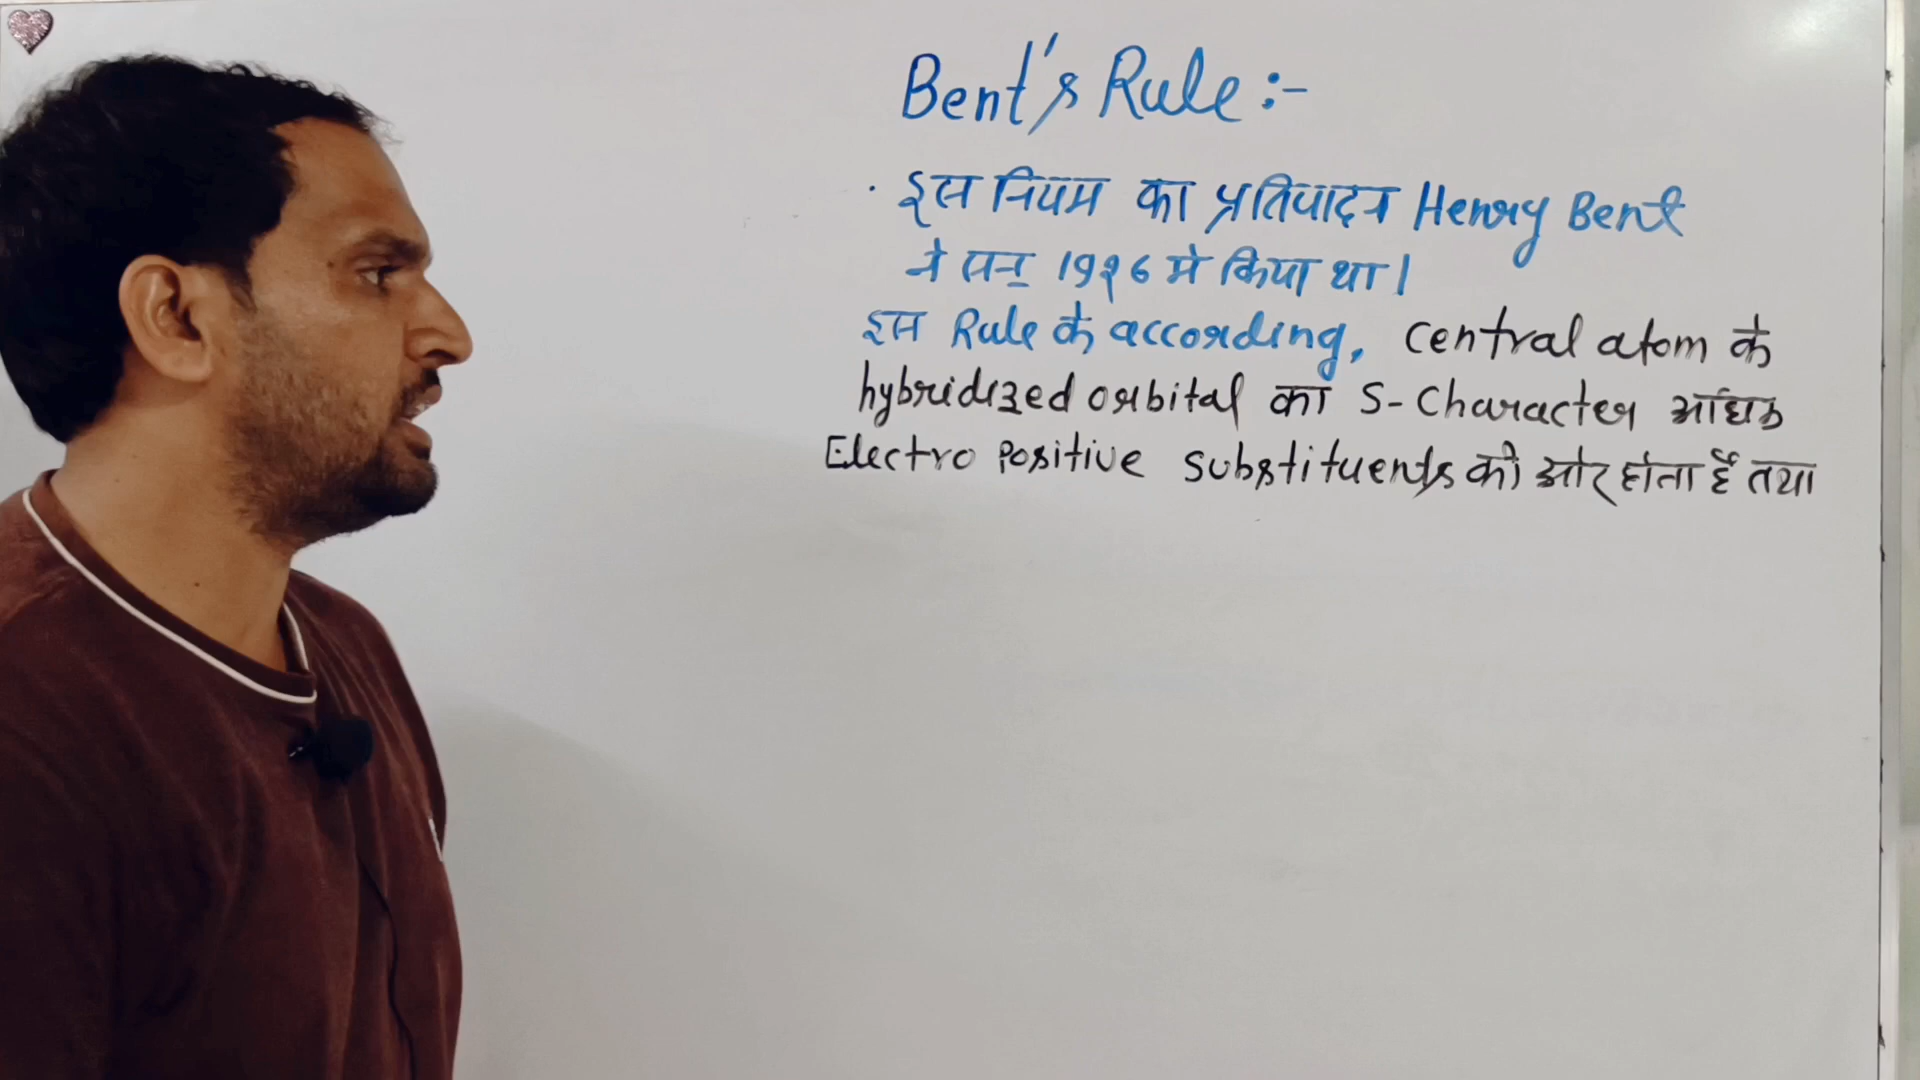 Bent's Rule :-
· इस नियम का प्रतिपादन Henry Bent
ने सन् 1926 मे किया था।
इस Rule के according, central atom के
hybridized orbital का S-Character अधिक
Electro Positive substituents की ओर होता हैं तथा